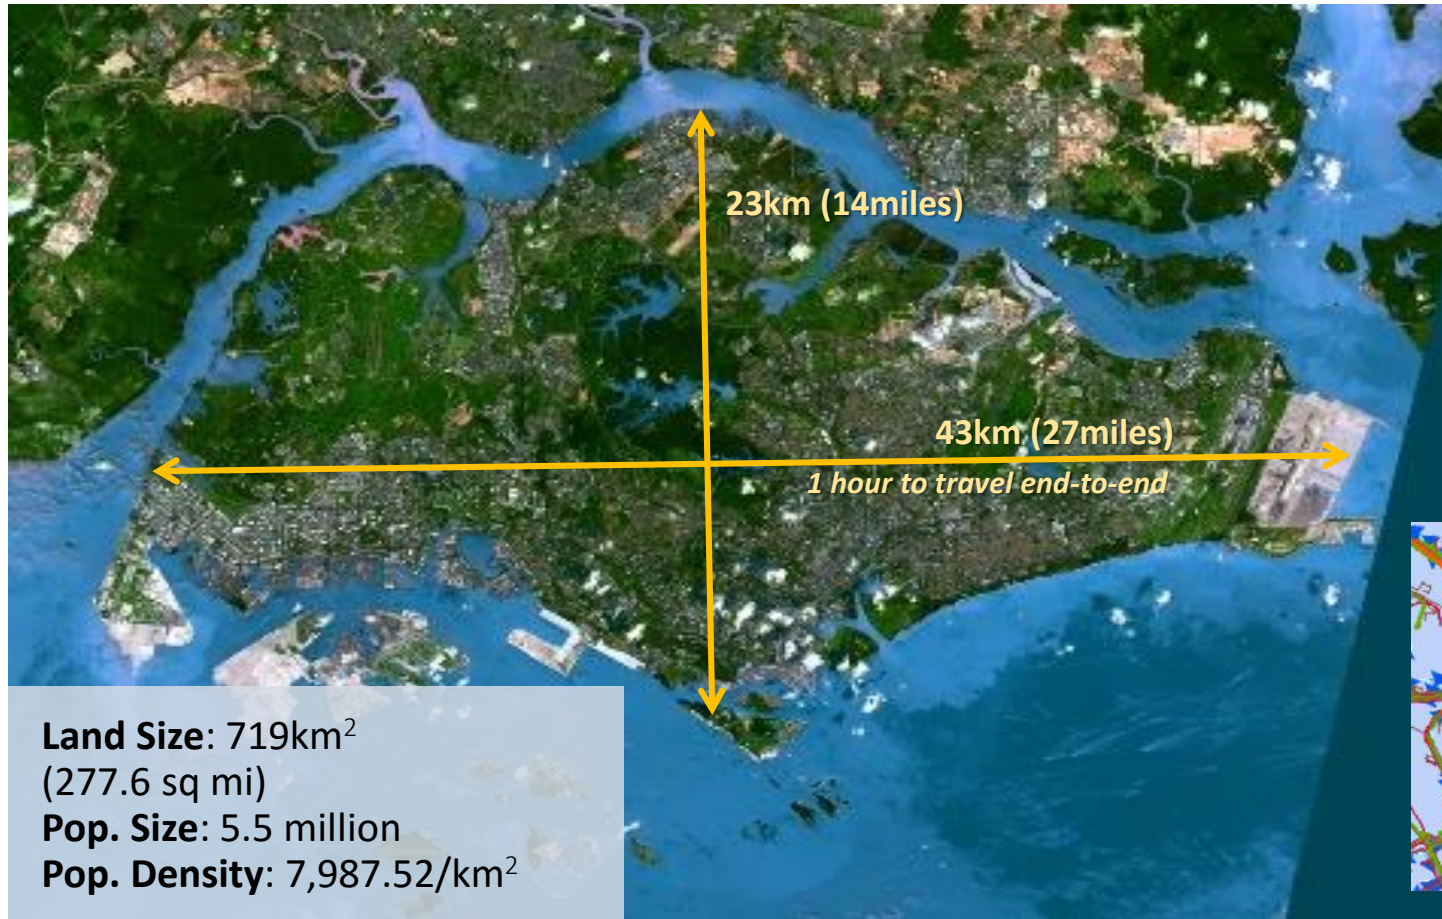 23km (14miles)
43km (27miles)
1 hour to travel end-to-end
Land Size: 719km²
(277.6 sq mi)
Pop. Size: 5.5 million
Pop. Density: 7,987.52/km²